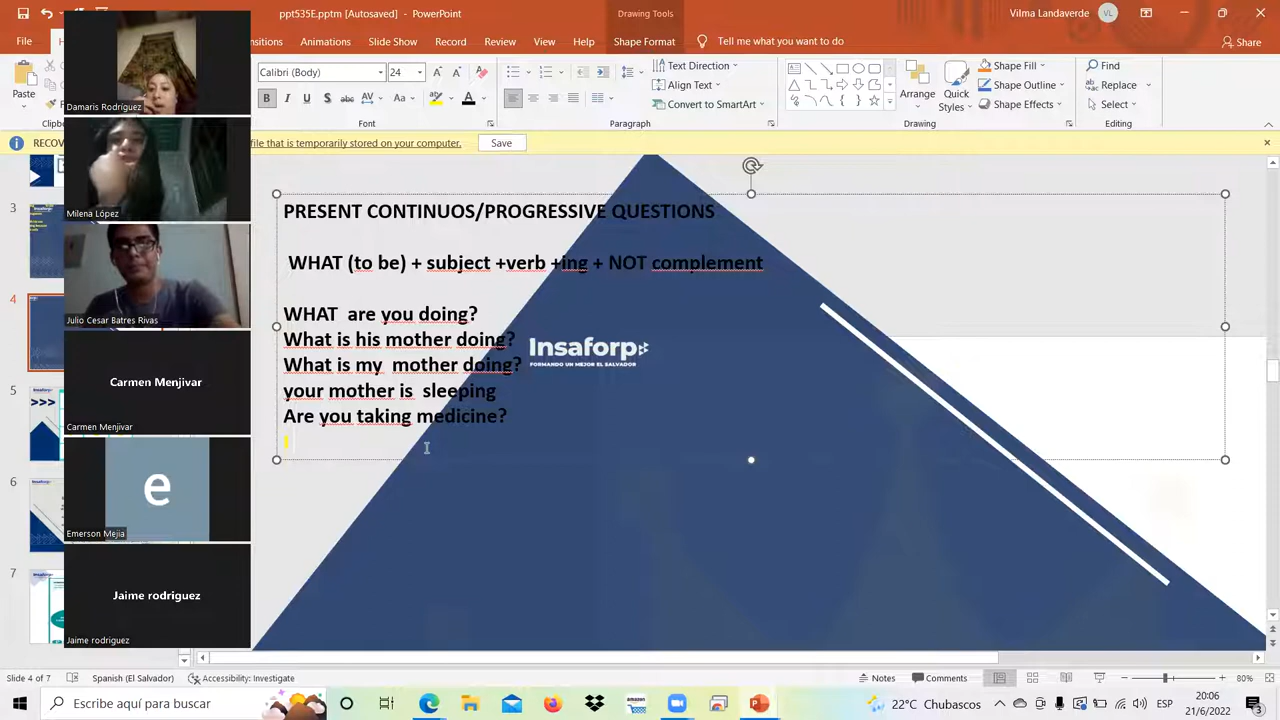 ppt535E... 
Drawing Tools
Vilma Landaverde
VL
nsitions
Animations
Slide Show
Review
View
Help
Shape Format
Tell me what you want to do
Share
Paste
Calibri (Body)
24
Text Direction
Align Text
Convert to SmartArt
Arrange
Quick Styles
Shape Fill
Shape Outline
Shape Effects
Find
Replace
Select
Font
Paragraph
Drawing
Editing
RECOV
file that is temporarily stored on your computer.
Save
PRESENT CONTINUOS/PROGRESSIVE QUESTIONS
WHAT (to be) + subject +verb +ing + NOT complement
WHAT are you doing?
What is his mother doing?
What is my mother doing?
your mother is sleeping
Are you taking medicine?
Insaforp
FORMANDO UN MEJOR EL SALVADOR
Damaris Rodríguez
Milena López
Julio Cesar Batres Rivas
Carmen Menjivar
Carmen Menjivar
e
Emerson Mejia
Jaime rodriguez
Jaime rodriguez
4
6
7
Slide 4 of 7
Spanish (El Salvador)
Accessibility: Investigate
Notes
Comments
80%
Escribe aquí para buscar
22°C Chubascos
ESP
20:06
21/6/2022
3